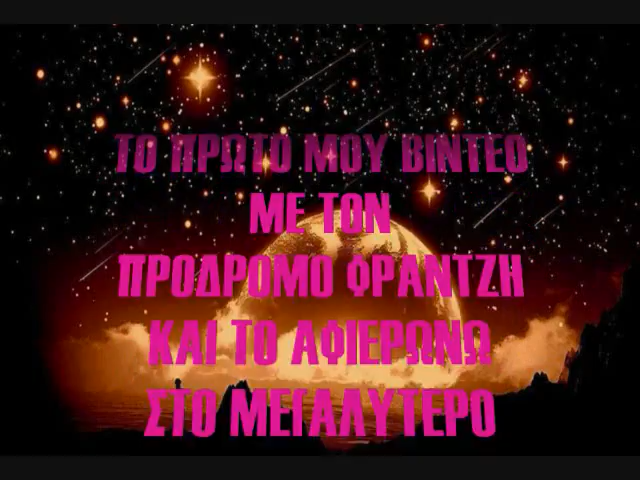 ΤΟ ΠΡΩΤΟ ΜΟΥ ΒΙΝΤΕΟ
ΜΕ ΤΟΝ
ΠΡΟΔΡΟΜΟ ΦΡΑΝΤΖΗ
ΚΑΙ ΤΟ ΑΦΙΕΡΩΝΩ
ΣΤΟ ΜΕΓΑΛΥΤΕΡΟ